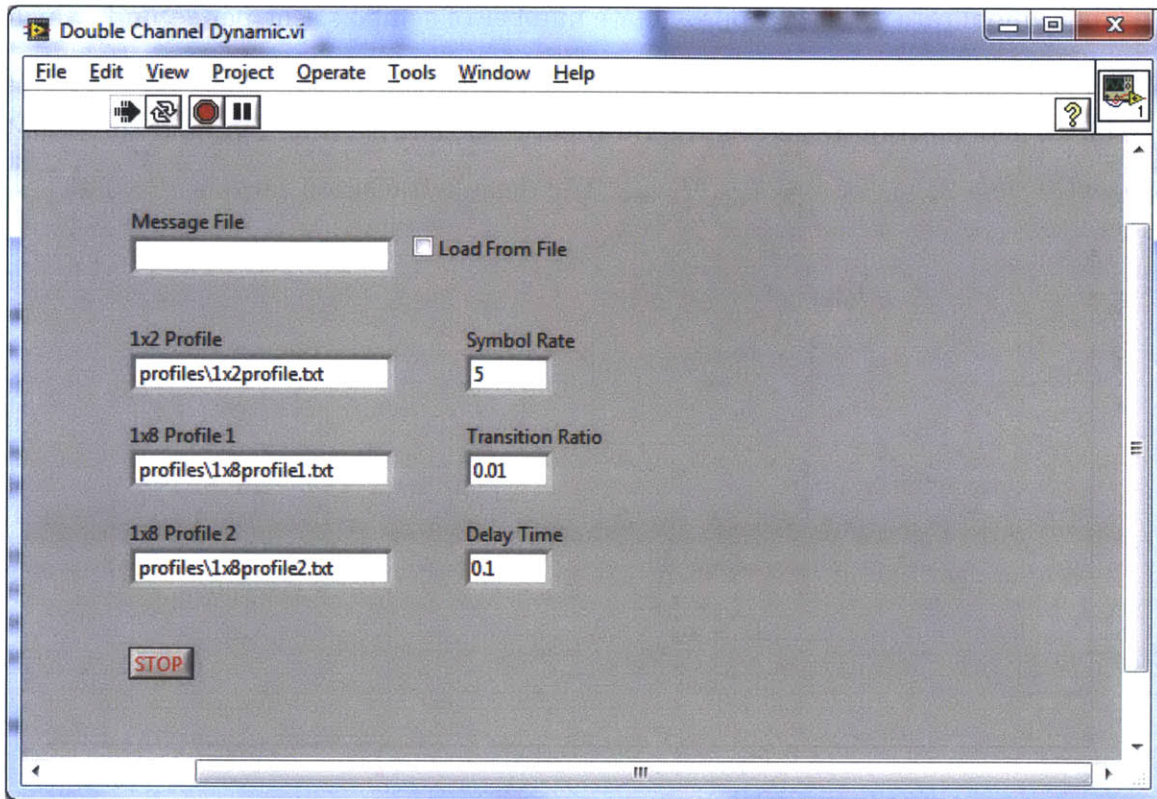 Double Channel Dynamic.vi
File Edit View Project Operate Tools Window Help
?
1
Message File
Load From File
1x2 Profile
Symbol Rate
profiles\1x2profile.txt
5
1x8 Profile 1
Transition Ratio
profiles\1x8profile1.txt
0.01
1x8 Profile 2
Delay Time
profiles\1x8profile2.txt
0.1
STOP